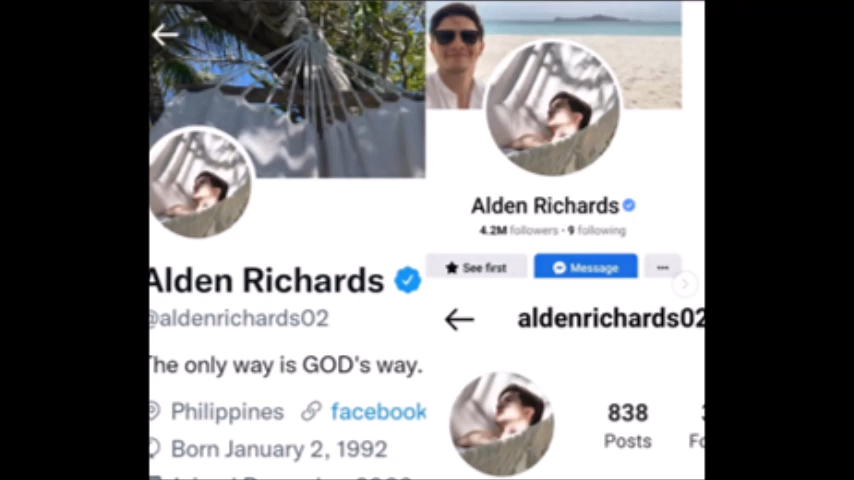 Alden Richards
@aldenrichards02
The only way is GOD's way.
Philippines facebook
Born January 2, 1992
Alden Richards
4.2M followers · 9 following
See first
Message
aldenrichards02
838
Posts